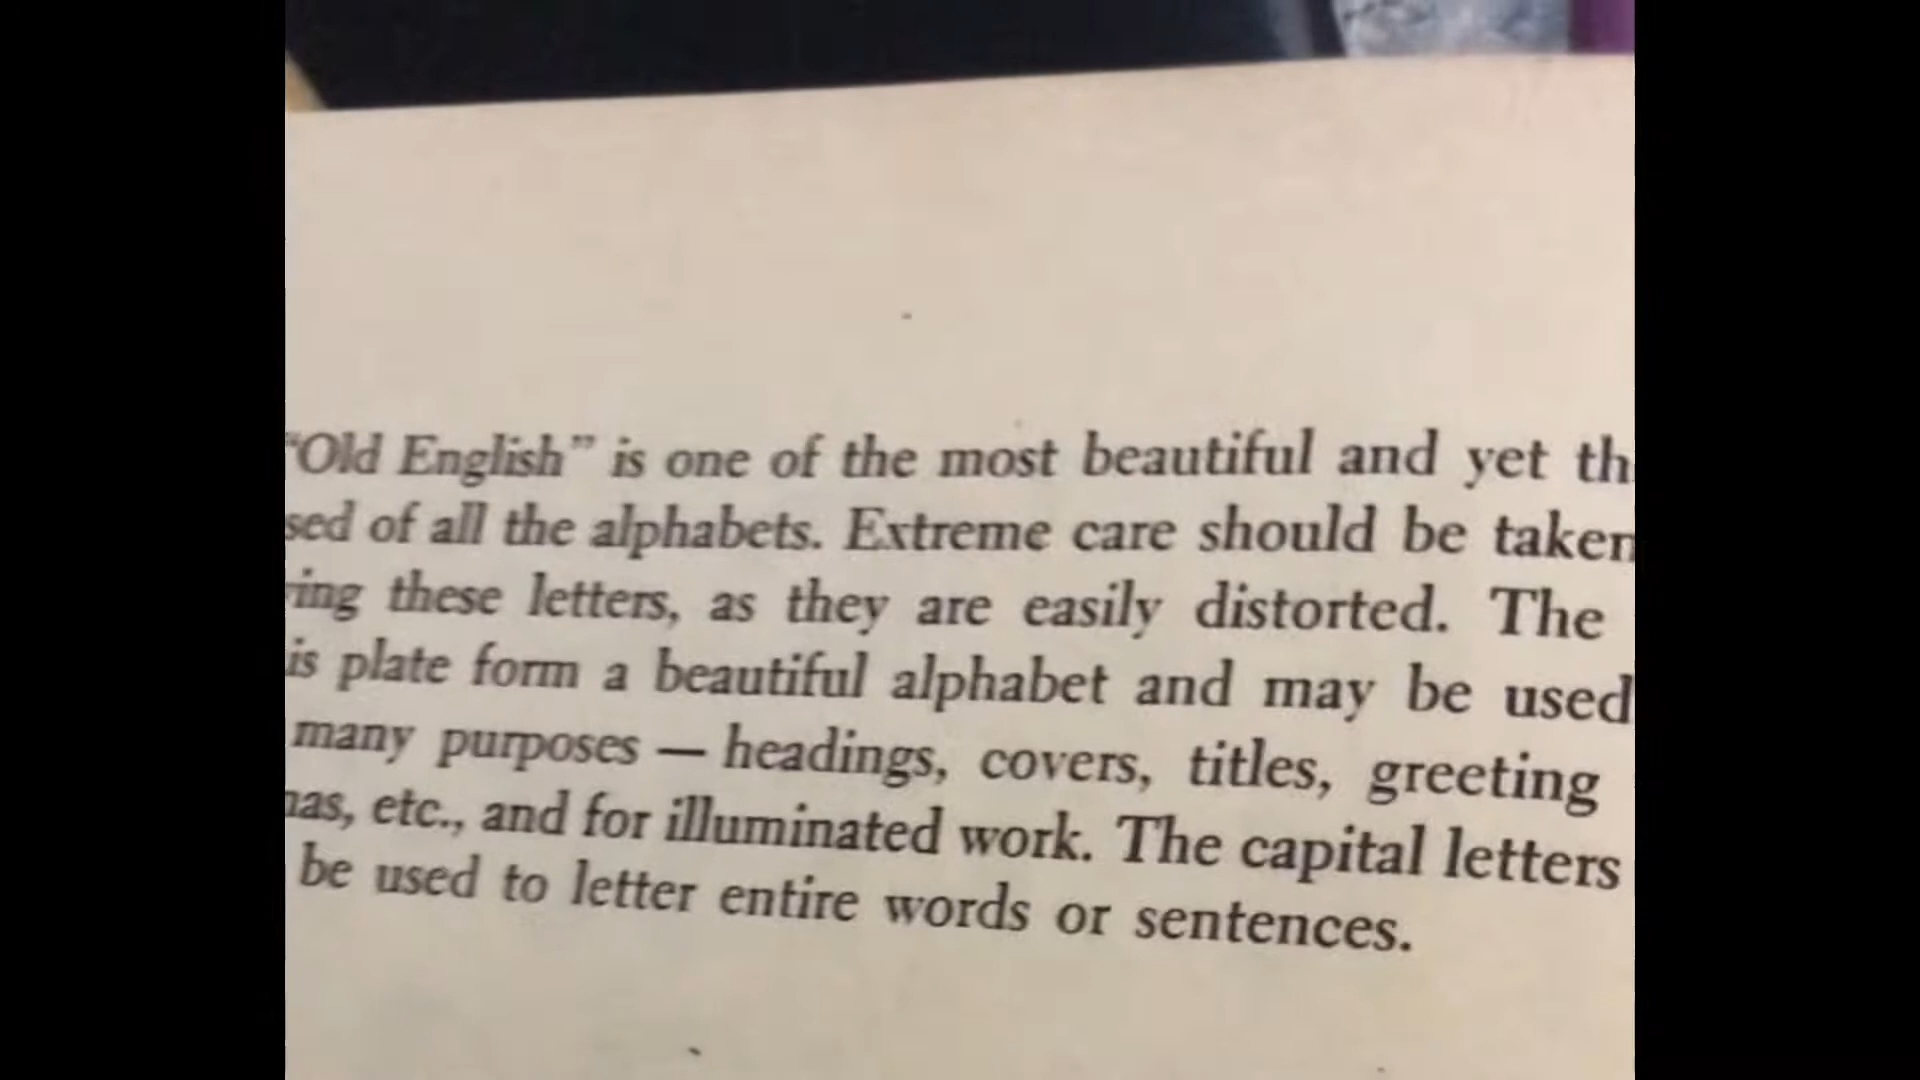 “Old English” is one of the most beautiful and yet th
sed of all the alphabets. Extreme care should be taken
ing these letters, as they are easily distorted. The
is plate form a beautiful alphabet and may be used
many purposes — headings, covers, titles, greeting
nas, etc., and for illuminated work. The capital letters
be used to letter entire words or sentences.